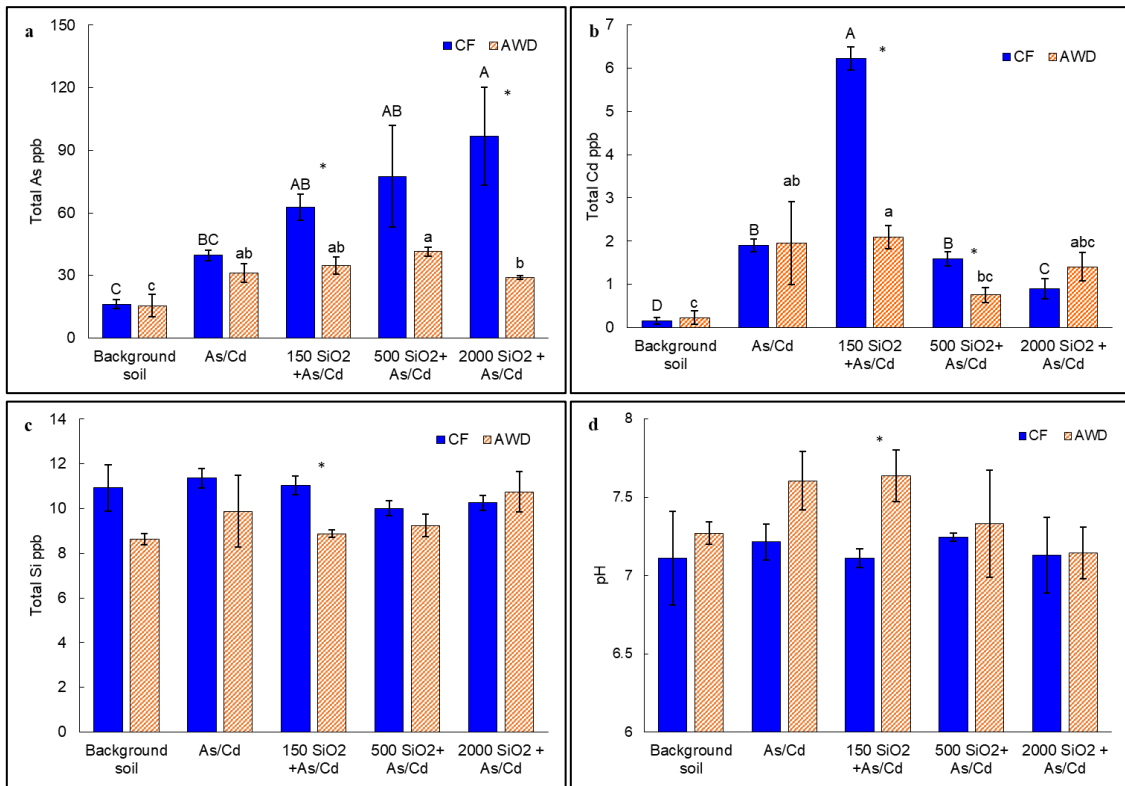 a
CF AWD
Total As ppb
150
120
90
60
30
0
C c BC ab AB ab * AB a A b *
Background soil
As/Cd
150 SiO2 +As/Cd
500 SiO2+ As/Cd
2000 SiO2 + As/Cd
b
CF AWD
Total Cd ppb
7
6
5
4
3
2
1
0
D c B ab A a * B bc * C abc
Background soil
As/Cd
150 SiO2 +As/Cd
500 SiO2+ As/Cd
2000 SiO2 + As/Cd
c
CF AWD
Total Si ppb
14
12
10
8
6
4
2
0
*
Background soil
As/Cd
150 SiO2 +As/Cd
500 SiO2+ As/Cd
2000 SiO2 + As/Cd
d
CF AWD
pH
8
7.5
7
6.5
6
*
Background soil
As/Cd
150 SiO2 +As/Cd
500 SiO2+ As/Cd
2000 SiO2 + As/Cd